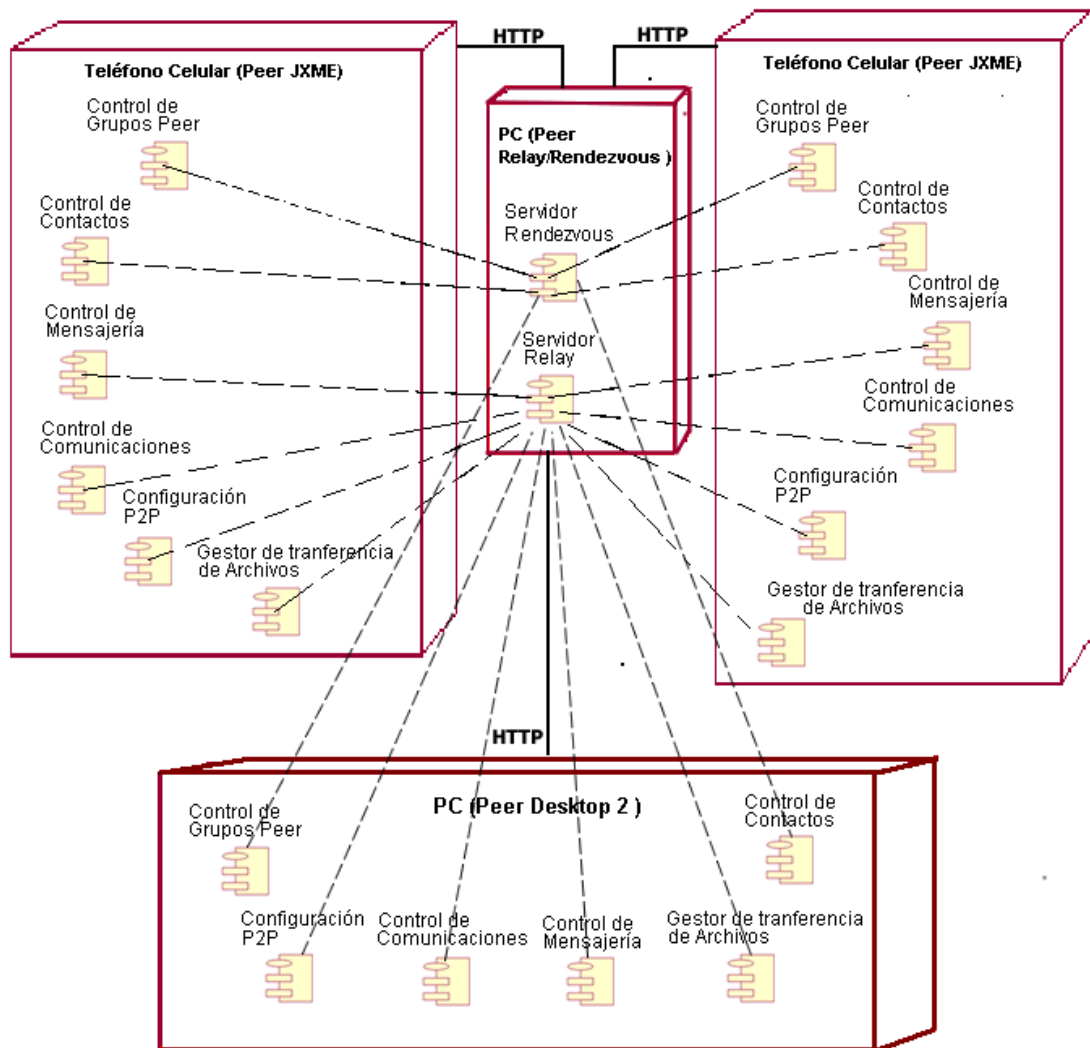 HTTP
HTTP
Teléfono Celular (Peer JXME)
Control de
Grupos Peer
Control de
Contactos
Control de
Mensajería
Control de
Comunicaciones
Configuración
P2P
Gestor de tranferencia
de Archivos
PC (Peer
Relay/Rendezvous )
Servidor
Rendezvous
Servidor
Relay
Teléfono Celular (Peer JXME)
Control de
Grupos Peer
Control de
Contactos
Control de
Mensajería
Control de
Comunicaciones
Configuración
P2P
Gestor de tranferencia
de Archivos
HTTP
PC (Peer Desktop 2 )
Control de
Grupos Peer
Control de
Contactos
Configuración
P2P
Control de
Comunicaciones
Control de
Mensajería
Gestor de tranferencia
de Archivos